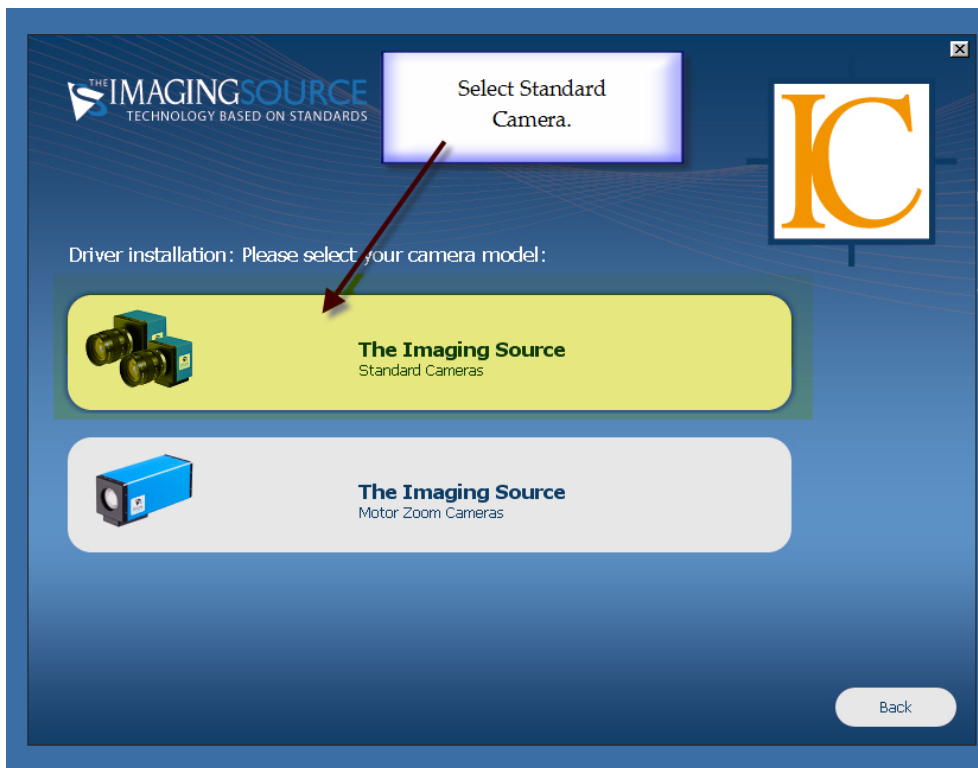 THE IMAGINGSOURCE
TECHNOLOGY BASED ON STANDARDS
Select Standard
Camera.
IC
Driver installation: Please select your camera model:
The Imaging Source
Standard Cameras
The Imaging Source
Motor Zoom Cameras
Back